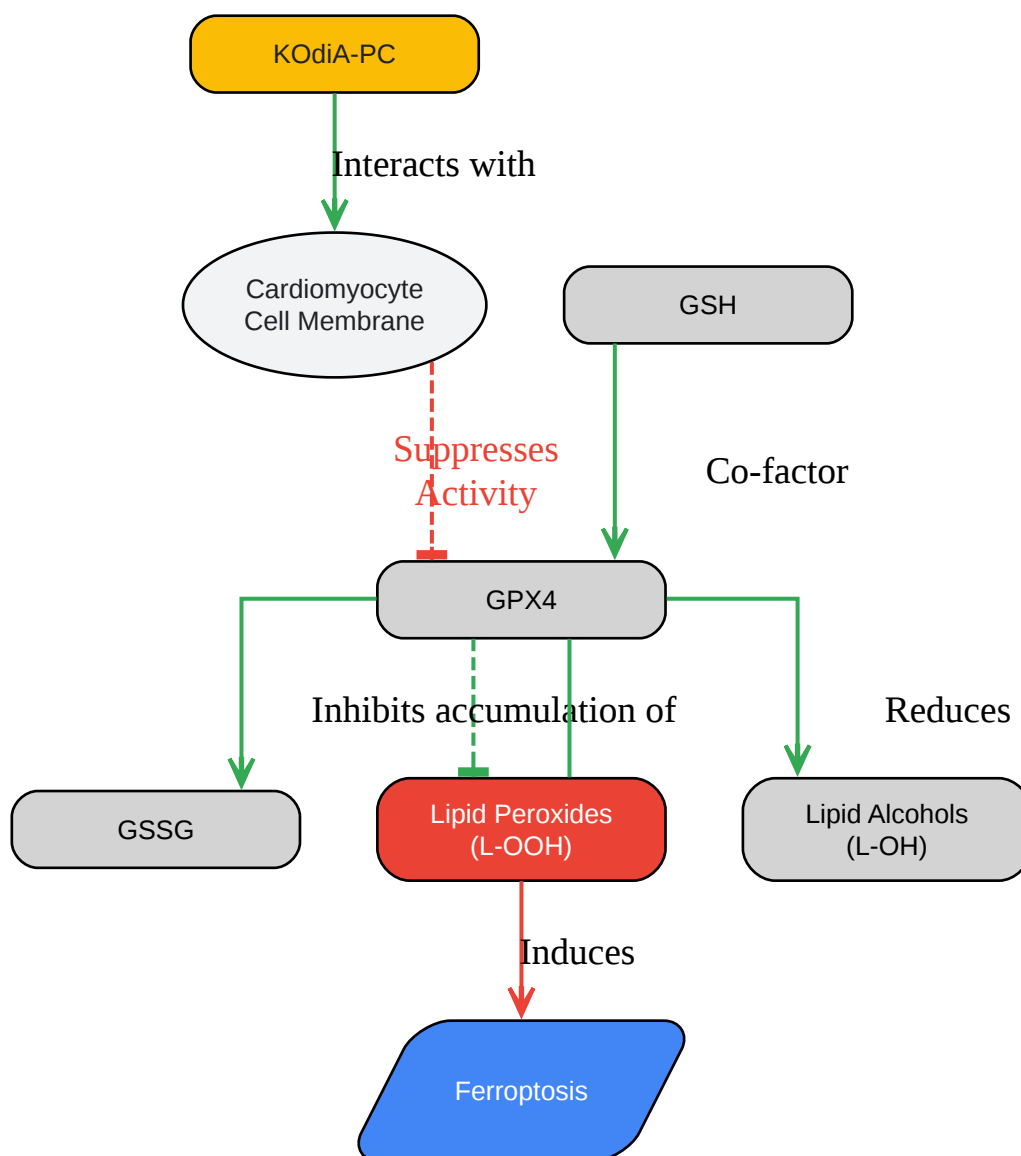 KOdiA-PC
Interacts with
Cardiomyocyte
Cell Membrane
GSH
Suppresses
Activity
Co-factor
GPX4
Inhibits accumulation of
Reduces
GSSG
Lipid Peroxides
(L-OOH)
Lipid Alcohols
(L-OH)
Induces
Ferroptosis